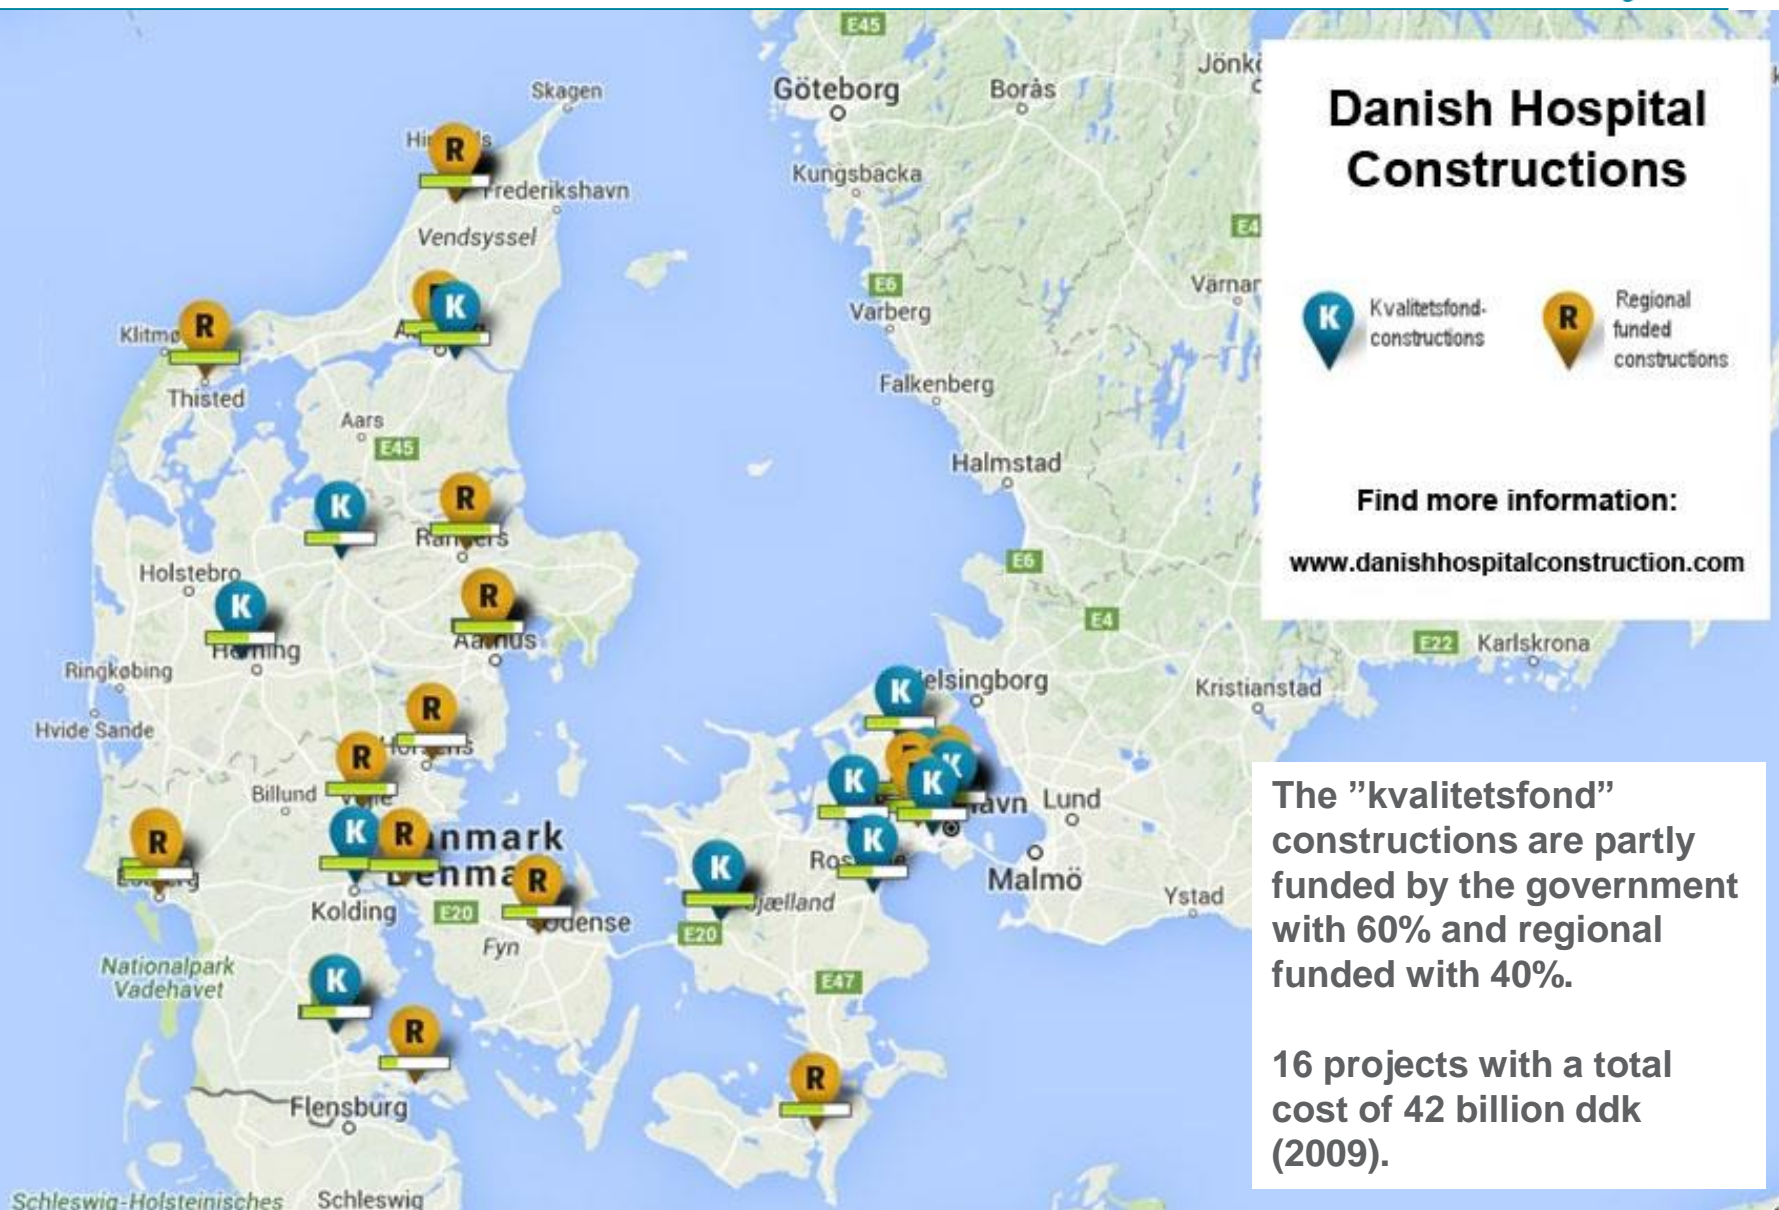 E45
Göteborg
Borås
Skagen
Kungsbacka
Frederikshavn
Vendsyssel
E6
Varberg
Falkenberg
Thisted
Aars
E45
Halmstad
E6
Holstebro
E4
E22
Karlskrona
Ringkøbing
Hvide Sande
Kristianstad
Billund
Lund
Malmö
Ystad
Kolding
E20
Fyn
E20
Nationalpark
Vadehavet
E47
Flensburg
Schleswig-Holsteinisches
Schleswig
R
R
K
K
R
K
R
R
R
R
K
R
R
K
R
R
K
K
K
K
K
K
Danish Hospital
Constructions
K
Kvalitetsfond-
constructions
R
Regional
funded
constructions
Find more information:
www.danishhospitalconstruction.com
The ”kvalitetsfond”
constructions are partly
funded by the government
with 60% and regional
funded with 40%.
16 projects with a total
cost of 42 billion ddk
(2009).